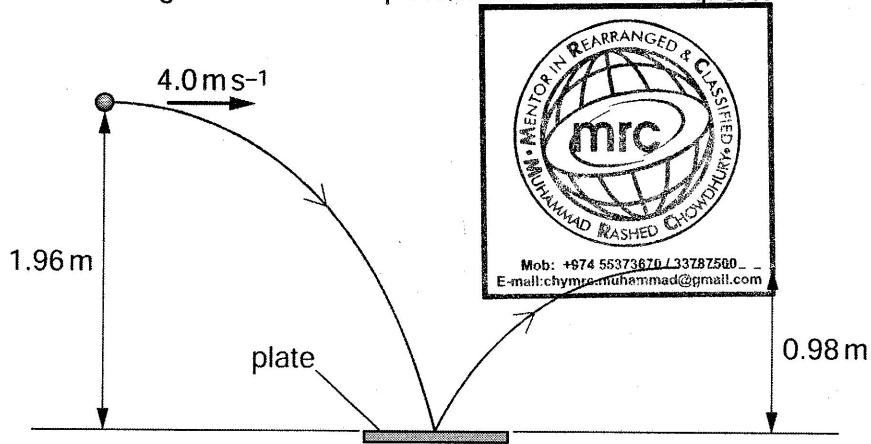 4.0 m s–1
MENTOR IN REARRANGED & CLASSIFIED
mrc
MUHAMMAD RASHED CHOWDHURY
Mob: +974 55373670 / 33787560
E-mail:chymrc.muhammad@gmail.com
1.96 m
0.98 m
plate